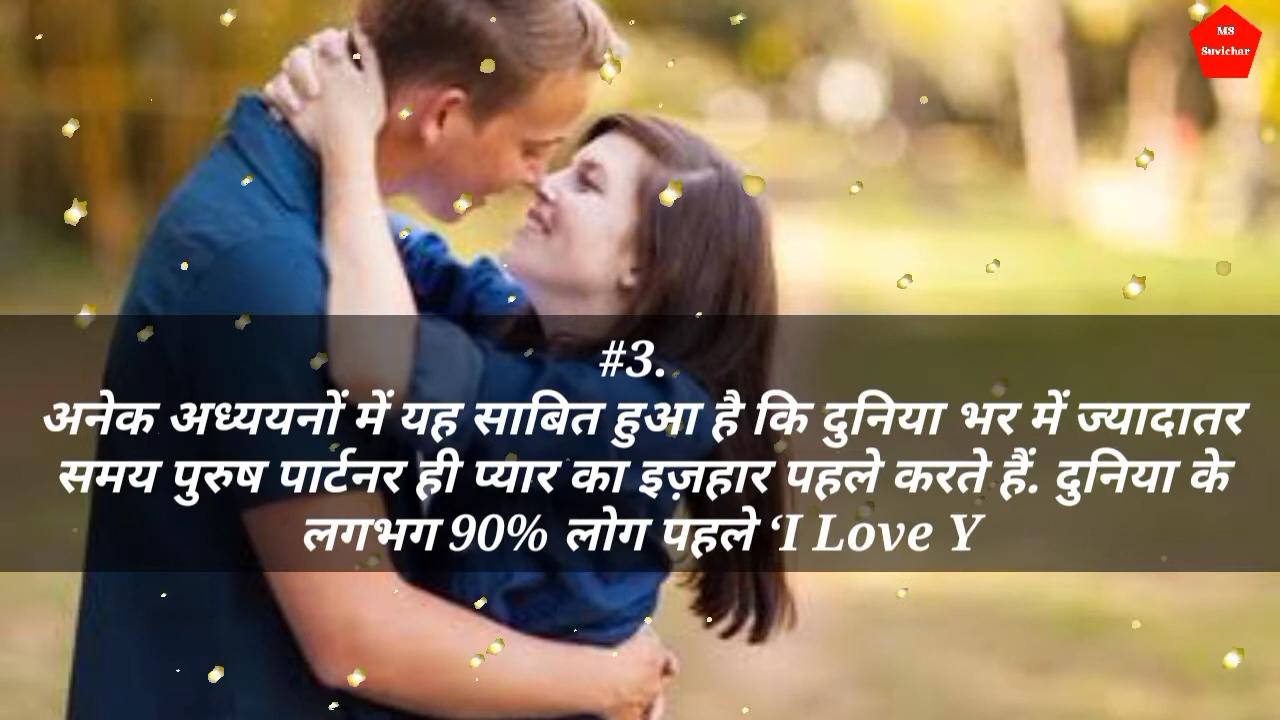 MS
Suvichar
#3.
अनेक अध्ययनों में यह साबित हुआ है कि दुनिया भर में ज्यादातर
समय पुरुष पार्टनर ही प्यार का इज़हार पहले करते हैं. दुनिया के
लगभग 90% लोग पहले ‘I Love Y